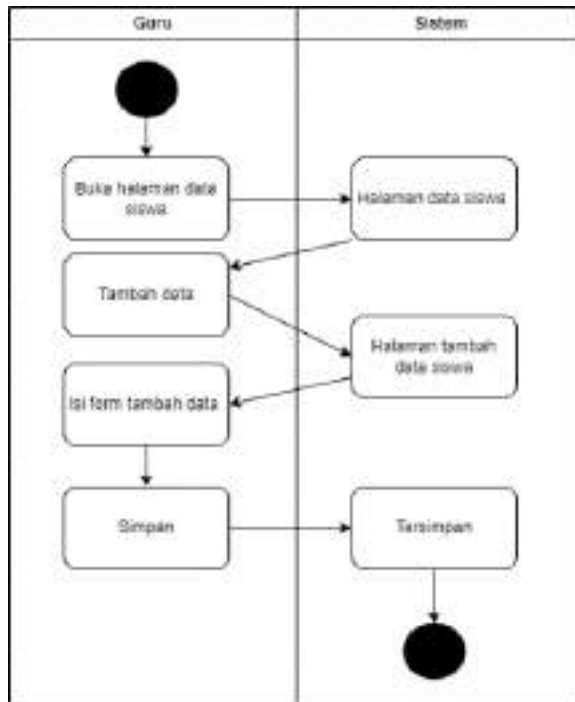 Guru
Sistem
Buka halaman data
siswa
Halaman data siswa
Tambah data
Halaman tambah
data siswa
Isi form tambah data
Simpan
Tersimpan